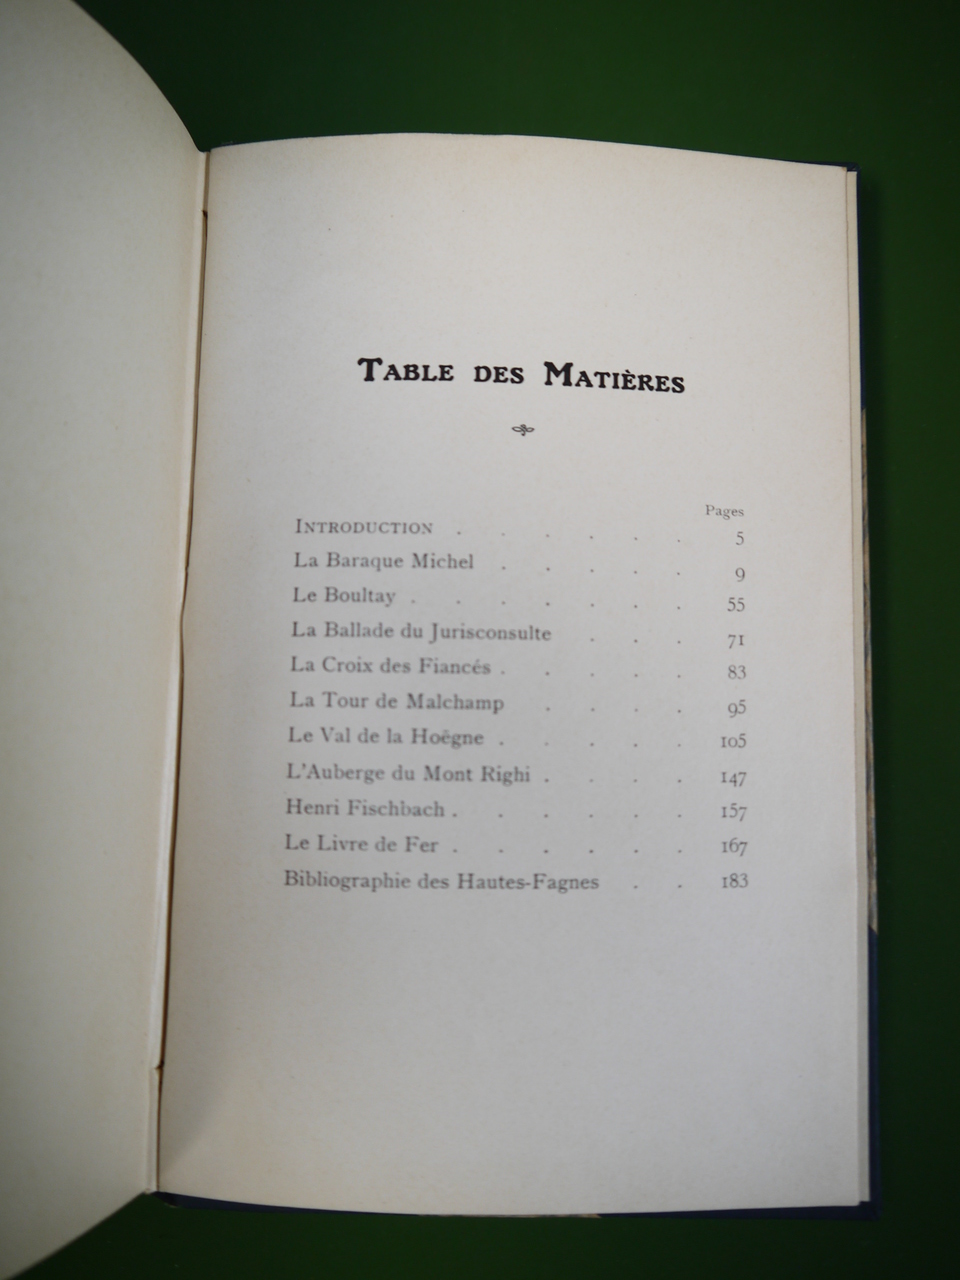 TABLE DES MATIÈRES
Pages
INTRODUCTION . . . . . . 5
La Baraque Michel . . . . . 9
Le Boultay . . . . . . . 55
La Ballade du Jurisconsulte . . . 71
La Croix des Fiancés . . . . . 83
La Tour de Malchamp . . . . 95
Le Val de la Hoëgne . . . . . 105
L'Auberge du Mont Righi . . . . 147
Henri Fischbach . . . . . . 157
Le Livre de Fer . . . . . . 167
Bibliographie des Hautes-Fagnes . . 183